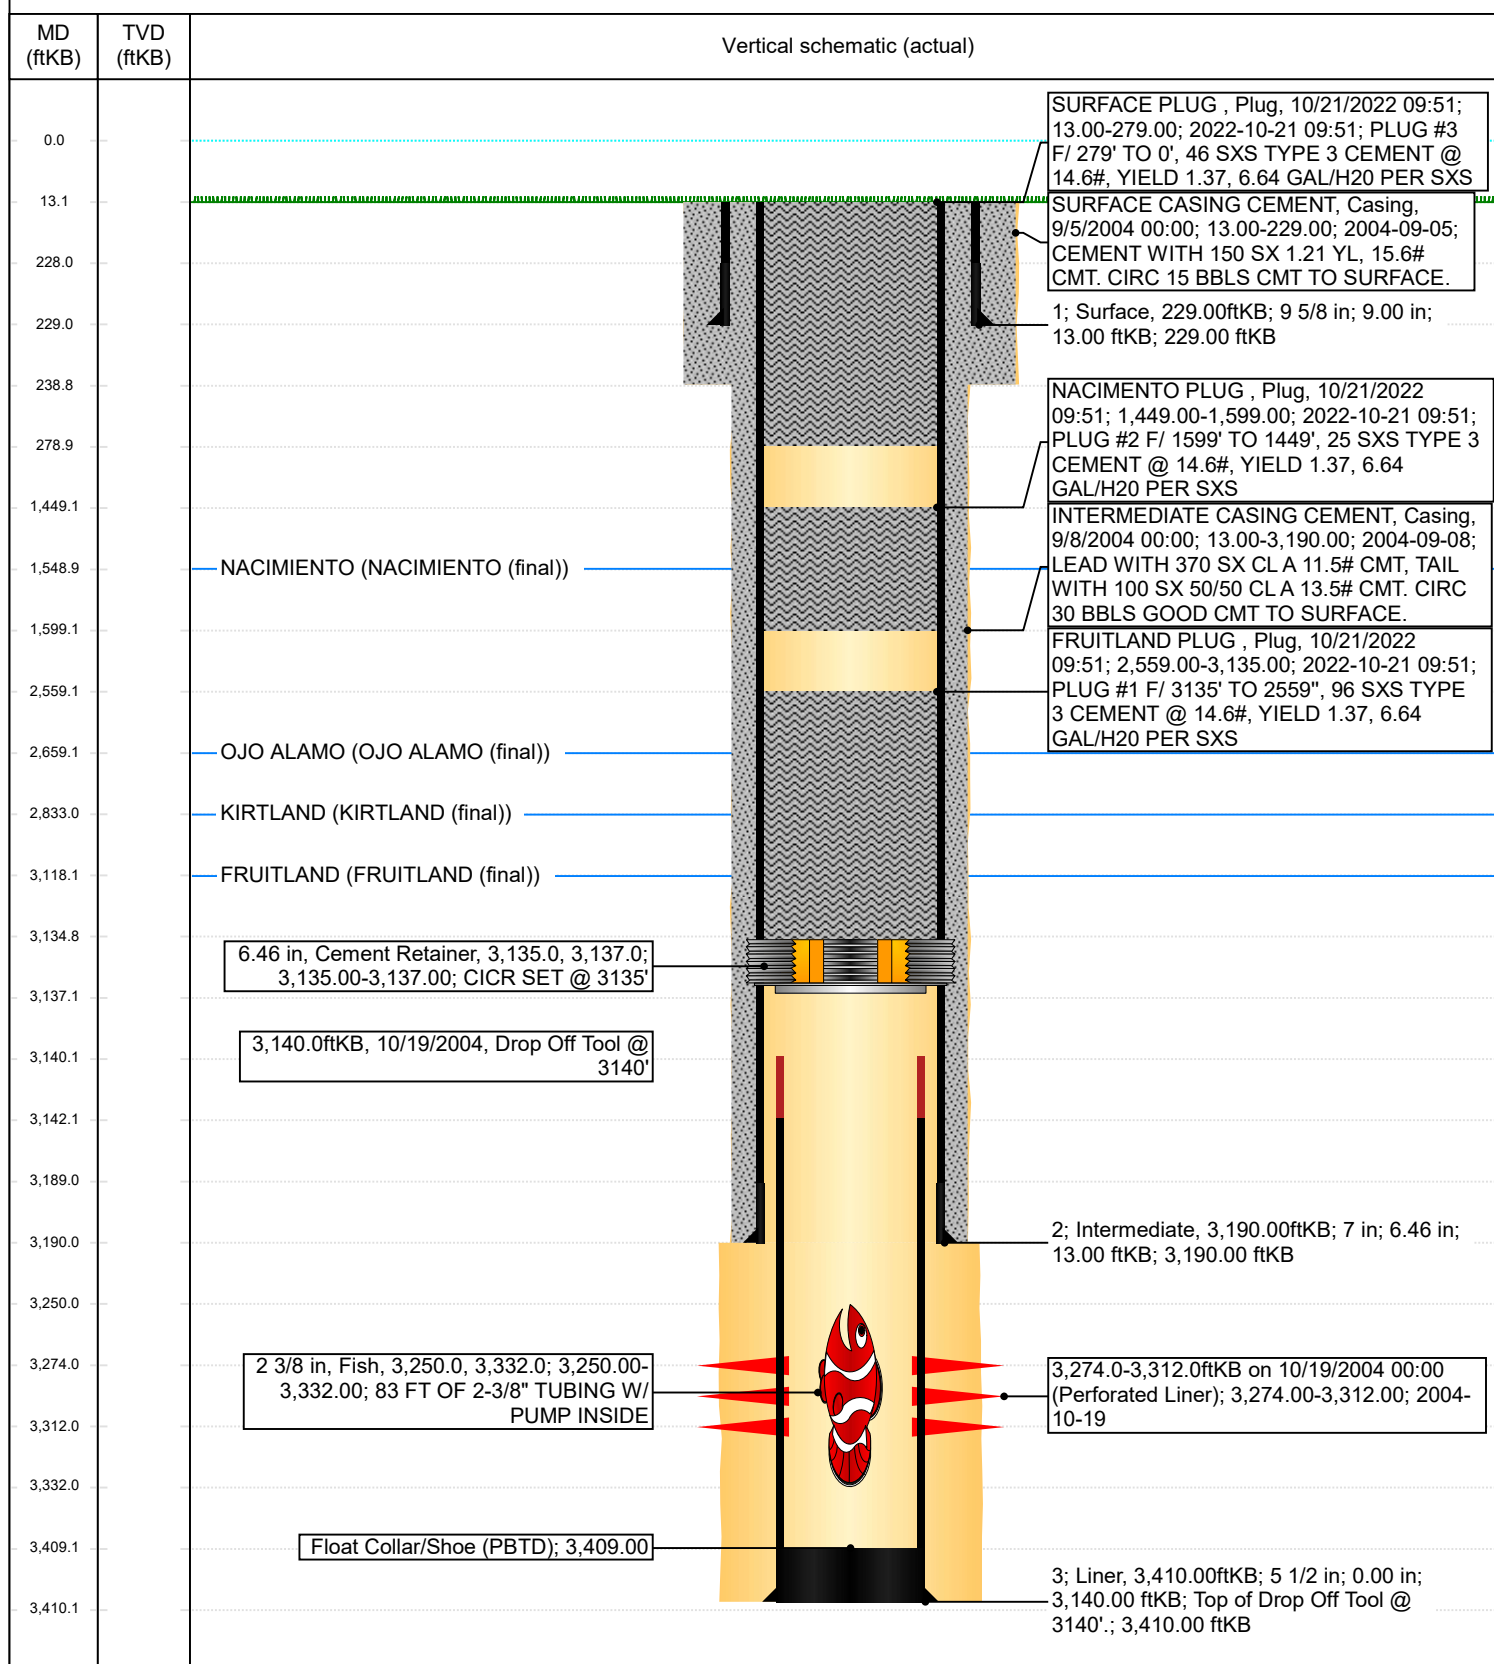 MD
(ftKB)
TVD
(ftKB)
Vertical schematic (actual)
0.0
13.1
228.0
229.0
238.8
278.9
1,449.1
1,548.9
1,599.1
2,559.1
2,659.1
2,833.0
3,118.1
3,134.8
3,137.1
3,140.1
3,142.1
3,189.0
3,190.0
3,250.0
3,274.0
3,312.0
3,332.0
3,409.1
3,410.1
NACIMIENTO (NACIMIENTO (final))
OJO ALAMO (OJO ALAMO (final))
KIRTLAND (KIRTLAND (final))
FRUITLAND (FRUITLAND (final))
6.46 in, Cement Retainer, 3,135.0, 3,137.0;
3,135.00-3,137.00; CICR SET @ 3135'
3,140.0ftKB, 10/19/2004, Drop Off Tool @
3140'
2 3/8 in, Fish, 3,250.0, 3,332.0; 3,250.00-
3,332.00; 83 FT OF 2-3/8" TUBING W/
PUMP INSIDE
Float Collar/Shoe (PBTD); 3,409.00
SURFACE PLUG , Plug, 10/21/2022 09:51;
13.00-279.00; 2022-10-21 09:51; PLUG #3
F/ 279' TO 0', 46 SXS TYPE 3 CEMENT @
14.6#, YIELD 1.37, 6.64 GAL/H20 PER SXS
SURFACE CASING CEMENT, Casing,
9/5/2004 00:00; 13.00-229.00; 2004-09-05;
CEMENT WITH 150 SX 1.21 YL, 15.6#
CMT. CIRC 15 BBLS CMT TO SURFACE.
1; Surface, 229.00ftKB; 9 5/8 in; 9.00 in;
13.00 ftKB; 229.00 ftKB
NACIMENTO PLUG , Plug, 10/21/2022
09:51; 1,449.00-1,599.00; 2022-10-21 09:51;
PLUG #2 F/ 1599' TO 1449', 25 SXS TYPE 3
CEMENT @ 14.6#, YIELD 1.37, 6.64
GAL/H20 PER SXS
INTERMEDIATE CASING CEMENT, Casing,
9/8/2004 00:00; 13.00-3,190.00; 2004-09-08;
LEAD WITH 370 SX CL A 11.5# CMT, TAIL
WITH 100 SX 50/50 CL A 13.5# CMT. CIRC
30 BBLS GOOD CMT TO SURFACE.
FRUITLAND PLUG , Plug, 10/21/2022
09:51; 2,559.00-3,135.00; 2022-10-21 09:51;
PLUG #1 F/ 3135' TO 2559'', 96 SXS TYPE
3 CEMENT @ 14.6#, YIELD 1.37, 6.64
GAL/H20 PER SXS
2; Intermediate, 3,190.00ftKB; 7 in; 6.46 in;
13.00 ftKB; 3,190.00 ftKB
3,274.0-3,312.0ftKB on 10/19/2004 00:00
(Perforated Liner); 3,274.00-3,312.00; 2004-
10-19
3; Liner, 3,410.00ftKB; 5 1/2 in; 0.00 in;
3,140.00 ftKB; Top of Drop Off Tool @
3140'.; 3,410.00 ftKB